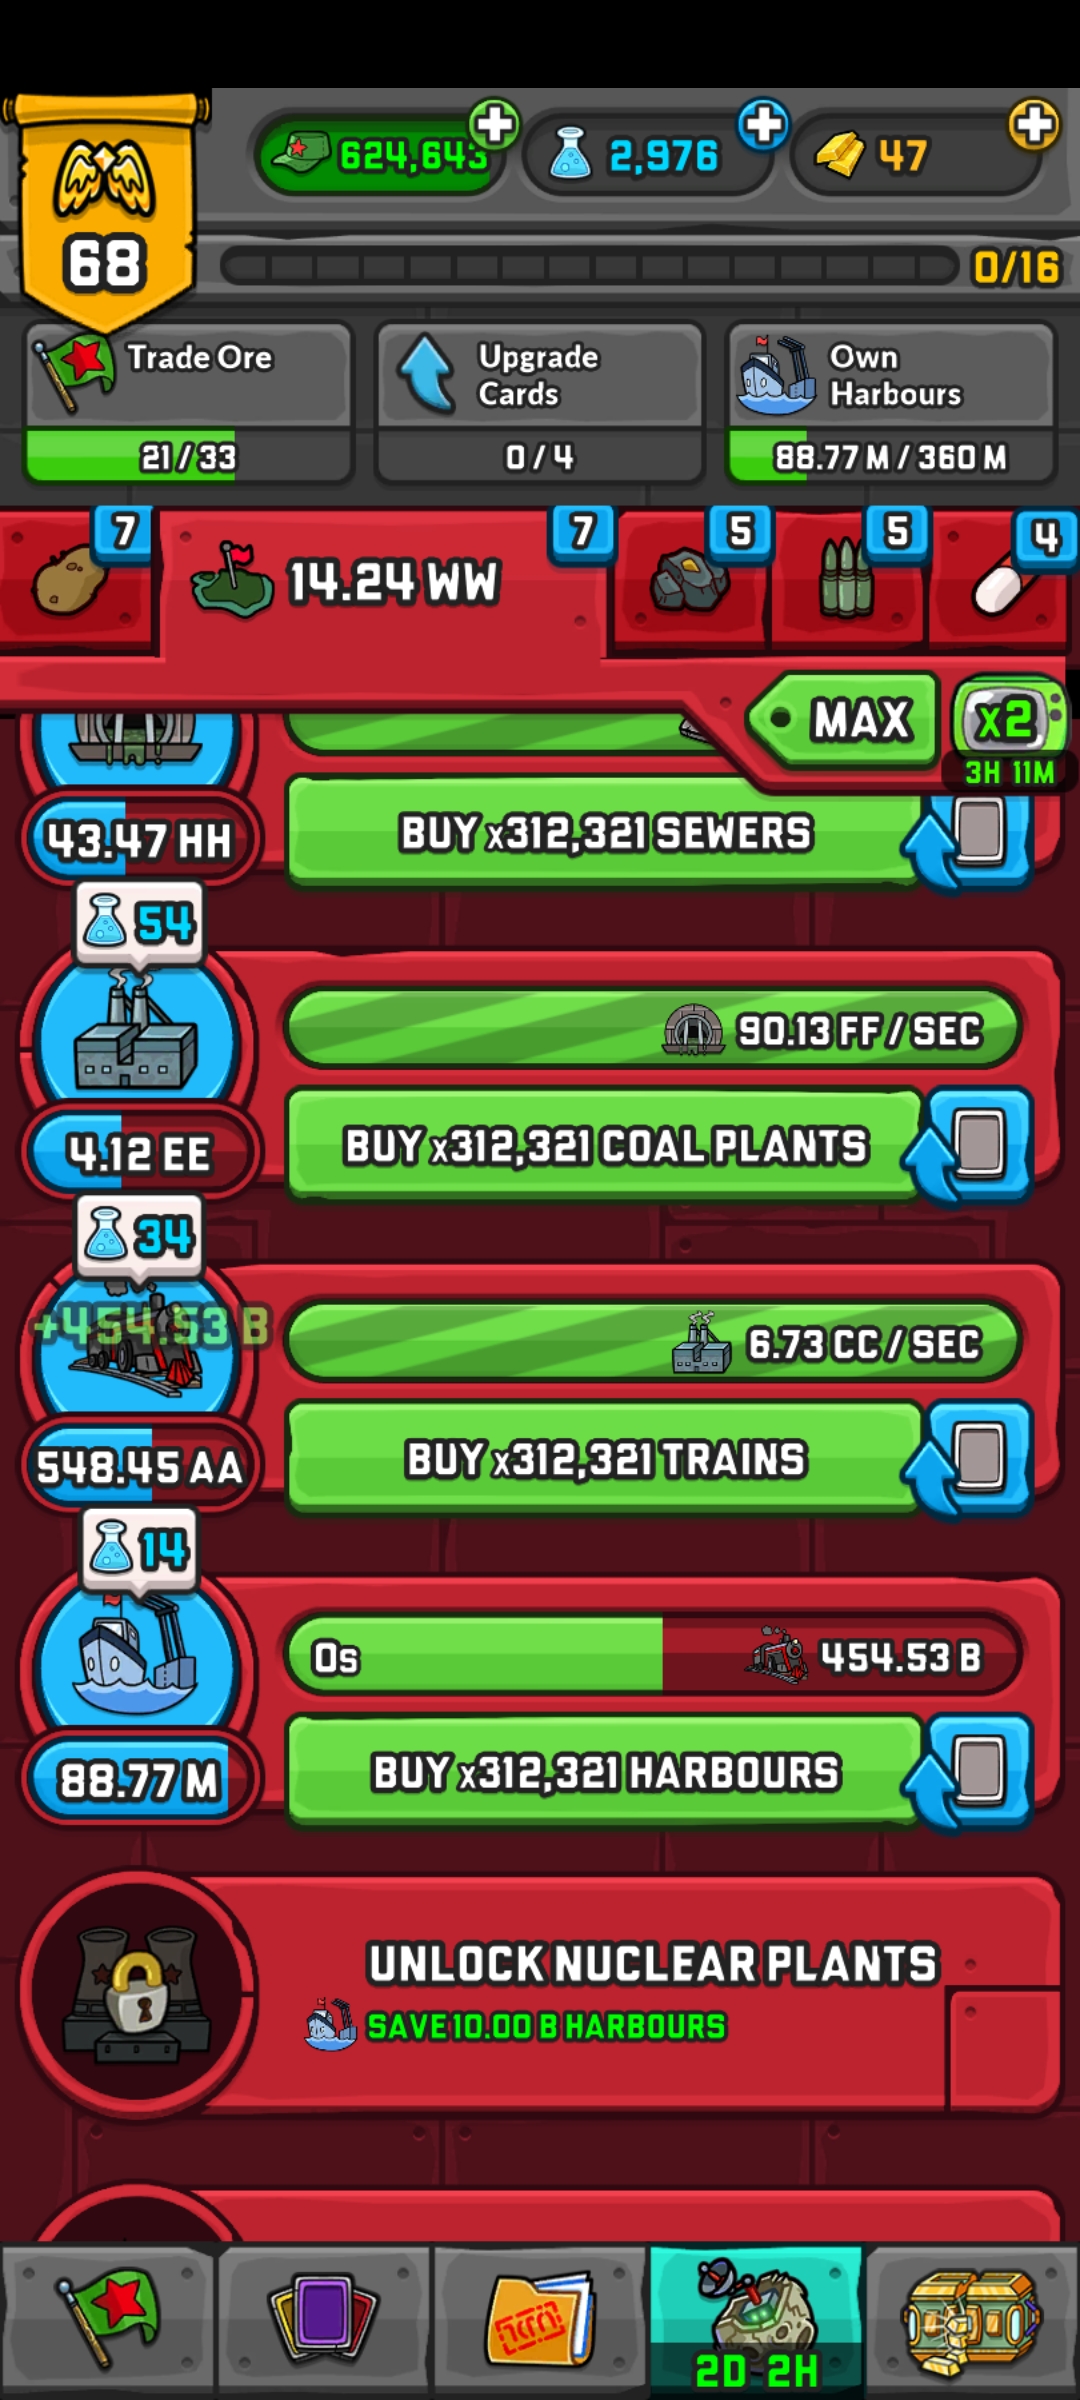 624,643
2,976
47
68
0/16
Trade Ore
21/33
Upgrade
Cards
0/4
Own
Harbours
88.77 M/360 M
7
14.24 WW
7
5
5
4
MAX
x2
3H 11M
43.47 HH
BUY x312,321 SEWERS
54
90.13 FF/SEC
4.12 EE
BUY x312,321 COAL PLANTS
34
+454.53 B
6.73 CC/SEC
548.45 AA
BUY x312,321 TRAINS
14
0s
454.53 B
88.77 M
BUY x312,321 HARBOURS
UNLOCK NUCLEAR PLANTS
SAVE 10.00 B HARBOURS
2D 2H